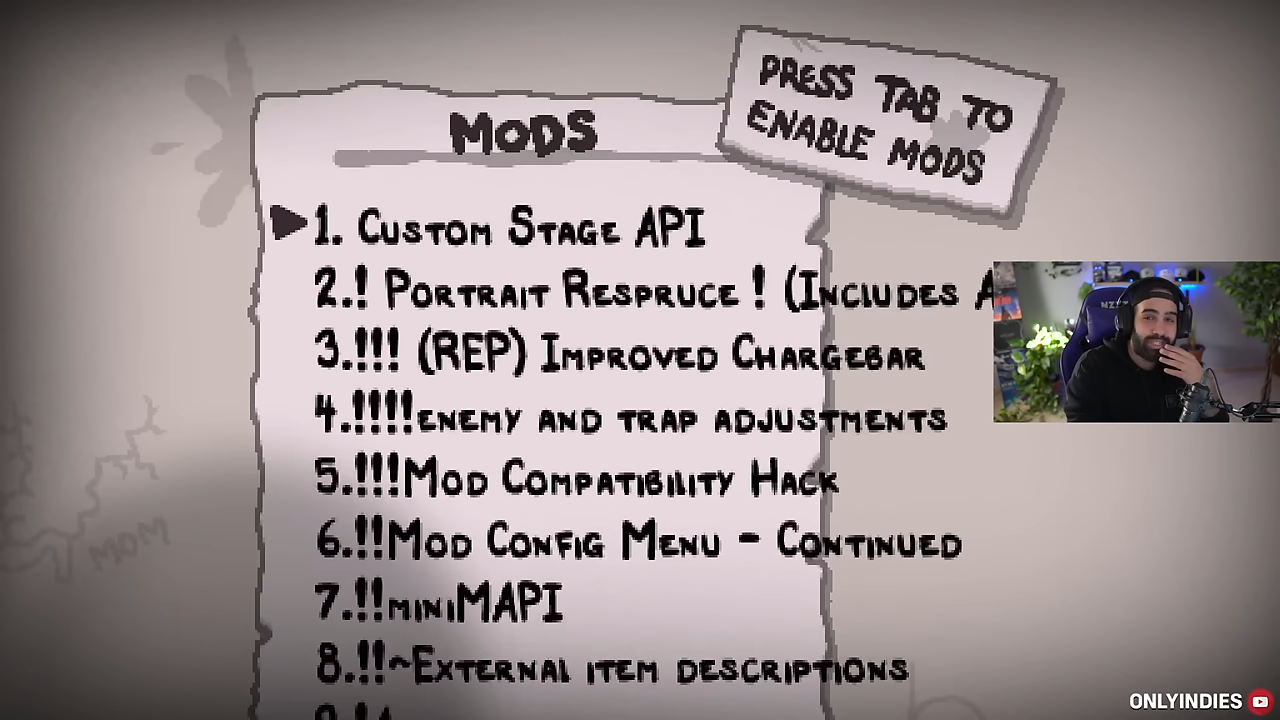 PRESS TAB TO
ENABLE MODS
MODS
1. CUSTOM STAGE API
2.! PORTRAIT RESPRUCE ! (INCLUDES A
3.!!! (REP) IMPROVED CHARGEBAR
4.!!!!ENEMY AND TRAP ADJUSTMENTS
5.!!!MOD COMPATIBILITY HACK
6.!!MOD CONFIG MENU - CONTINUED
7.!!MINIMAPI
8.!!~EXTERNAL ITEM DESCRIPTIONS
MOM
NZXT
ONLYINDIES